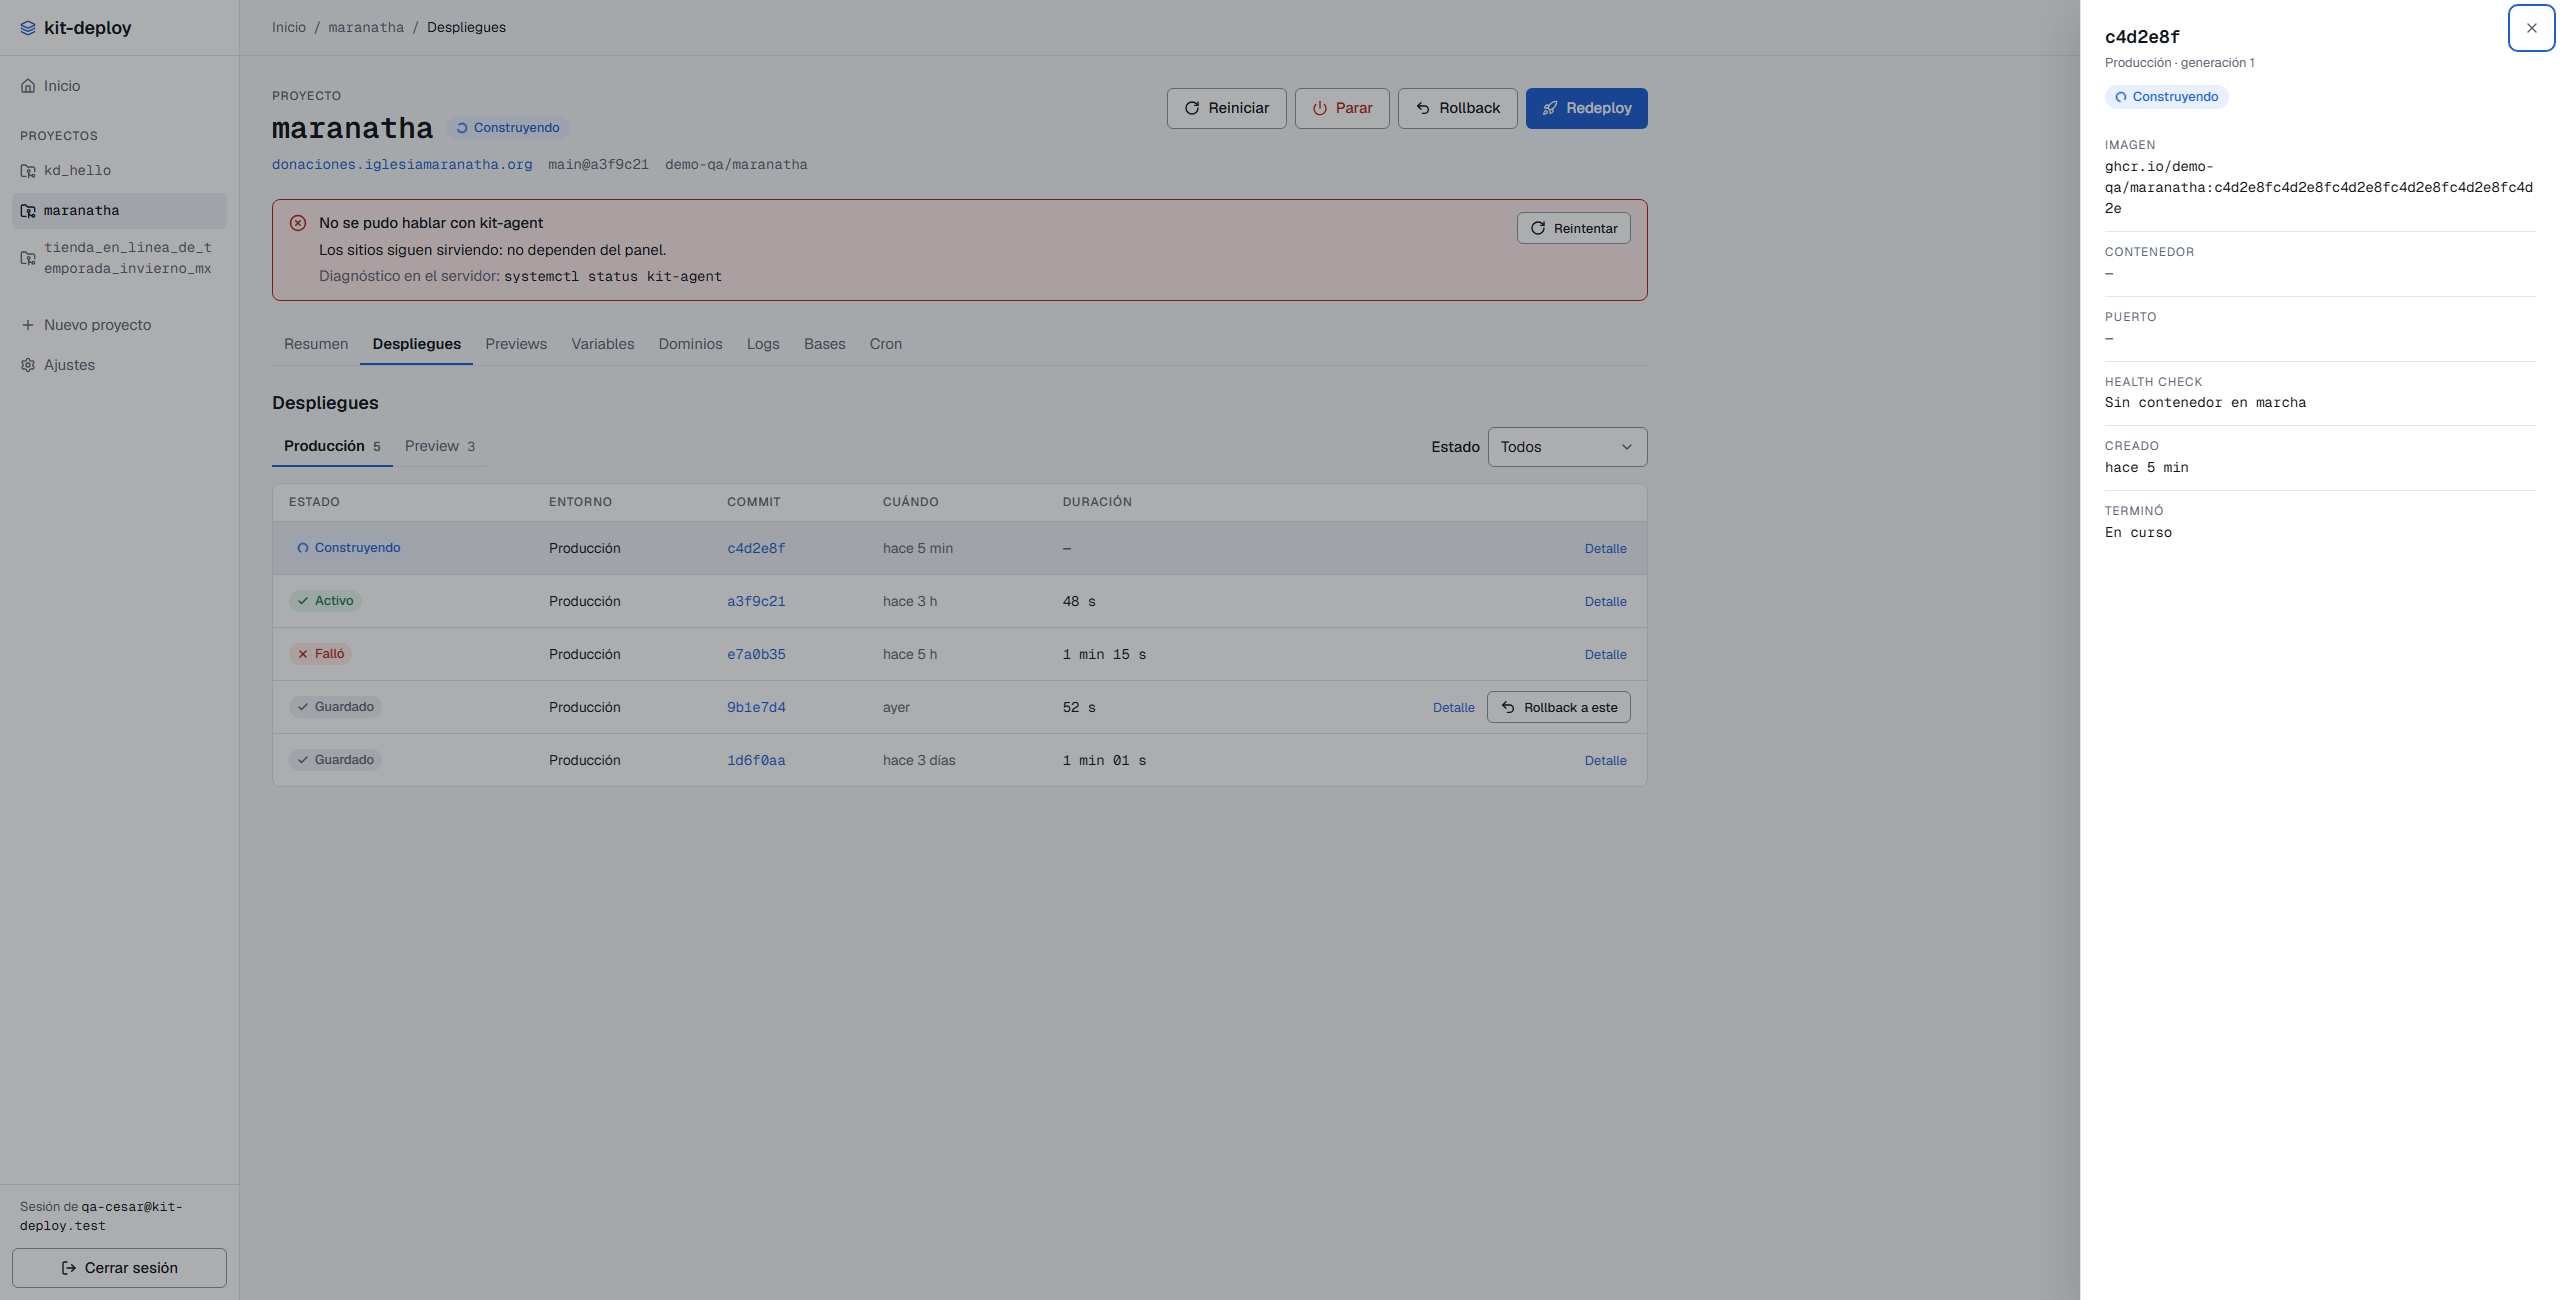 kit-deploy
Inicio
PROYECTOS
kd_hello
maranatha
tienda_en_linea_de_t
emporada_invierno_mx
Nuevo proyecto
Ajustes
Sesión de qa-cesar@kit-
deploy.test
Cerrar sesión
Inicio / maranatha / Despliegues
PROYECTO
maranatha Construyendo
donaciones.iglesiamaranatha.org main@a3f9c21 demo-qa/maranatha
Reiniciar Parar Rollback Redeploy
No se pudo hablar con kit-agent
Los sitios siguen sirviendo: no dependen del panel.
Diagnóstico en el servidor: systemctl status kit-agent
Reintentar
Resumen Despliegues Previews Variables Dominios Logs Bases Cron
Despliegues
Producción 5 Preview 3
Estado Todos
ESTADO ENTORNO COMMIT CUÁNDO DURACIÓN
Construyendo Producción c4d2e8f hace 5 min — Detalle
Activo Producción a3f9c21 hace 3 h 48 s Detalle
Falló Producción e7a0b35 hace 5 h 1 min 15 s Detalle
Guardado Producción 9b1e7d4 ayer 52 s Detalle Rollback a este
Guardado Producción 1d6f0aa hace 3 días 1 min 01 s Detalle
c4d2e8f
Producción · generación 1
Construyendo
IMAGEN
ghcr.io/demo-
qa/maranatha:c4d2e8fc4d2e8fc4d2e8fc4d2e8fc4d2e8fc4d
2e
CONTENEDOR
—
PUERTO
—
HEALTH CHECK
Sin contenedor en marcha
CREADO
hace 5 min
TERMINÓ
En curso